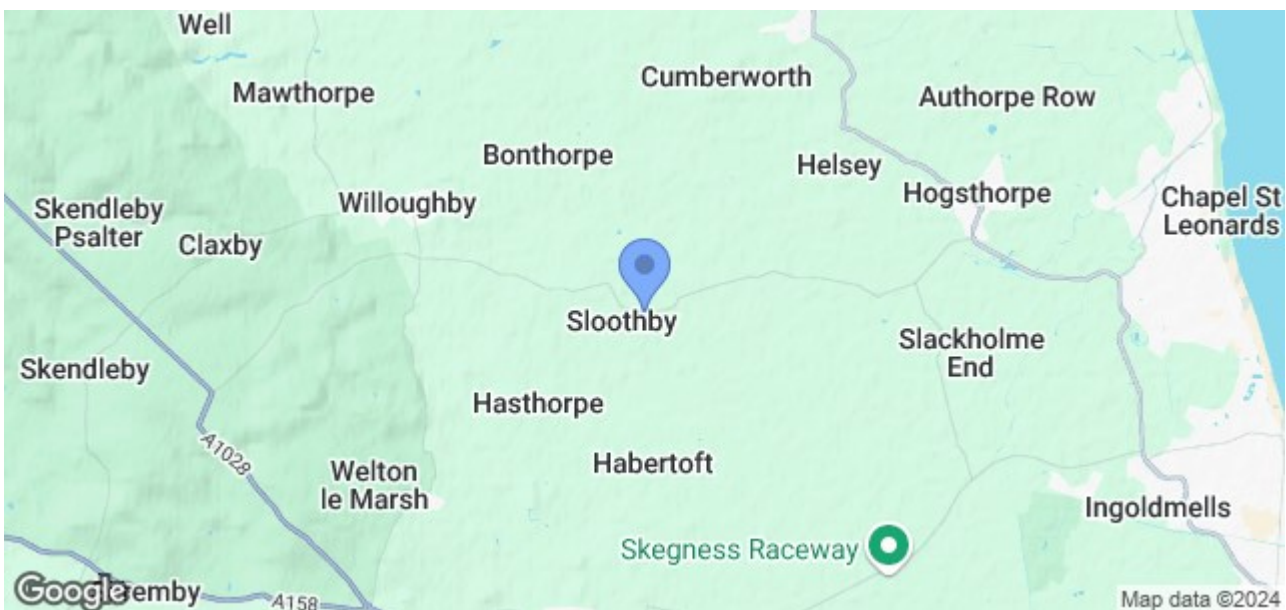 Well
Mawthorpe
Cumberworth
Authorpe Row
Bonthorpe
Helsey
Willoughby
Hogsthorpe
Chapel St
Leonards
Skendleby
Psalter
Claxby
Sloothby
Slackholme
End
Skendleby
Hasthorpe
A1028
Welton
le Marsh
Habertoft
Ingoldmells
Skegness Raceway
Google
A158
Map data ©2024